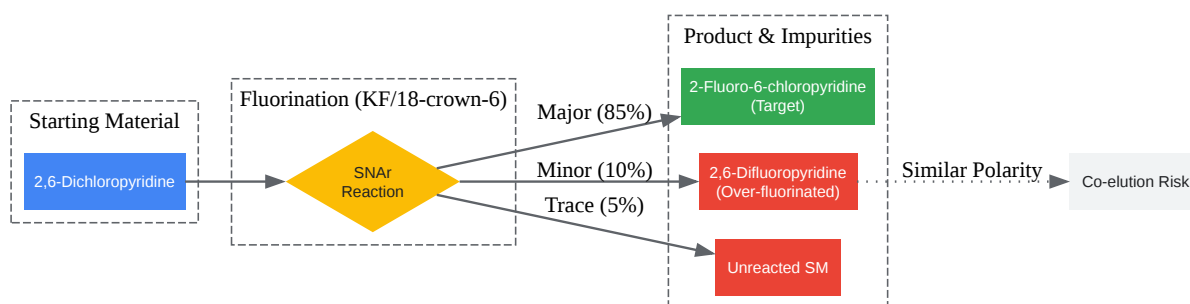 Starting Material
2,6-Dichloropyridine
Fluorination (KF/18-crown-6)
SNAr
Reaction
Major (85%)
Minor (10%)
Trace (5%)
Product & Impurities
2-Fluoro-6-chloropyridine
(Target)
2,6-Difluoropyridine
(Over-fluorinated)
Unreacted SM
Similar Polarity
Co-elution Risk